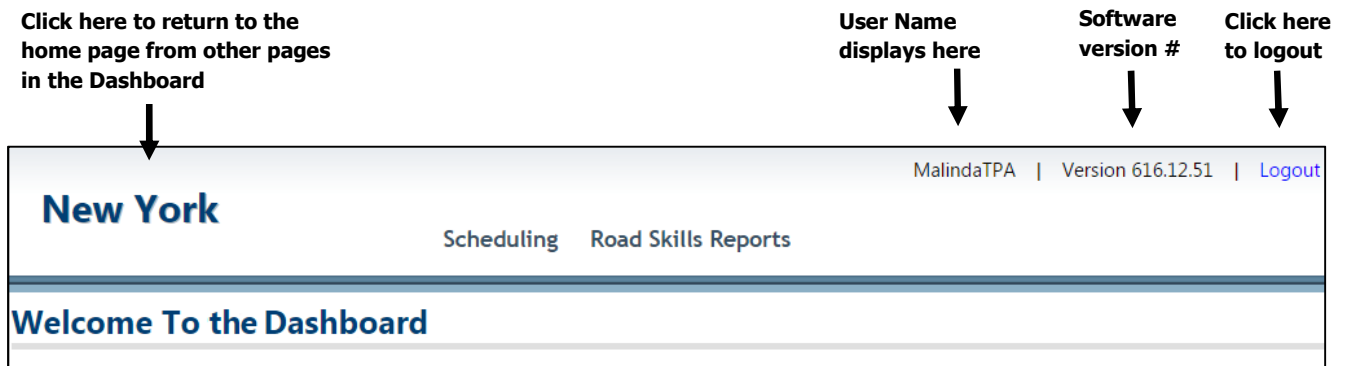 Click here to return to the
home page from other pages
in the Dashboard
User Name
displays here
Software
version #
Click here
to logout
MalindaTPA | Version 616.12.51 | Logout
New York
Scheduling Road Skills Reports
Welcome To the Dashboard